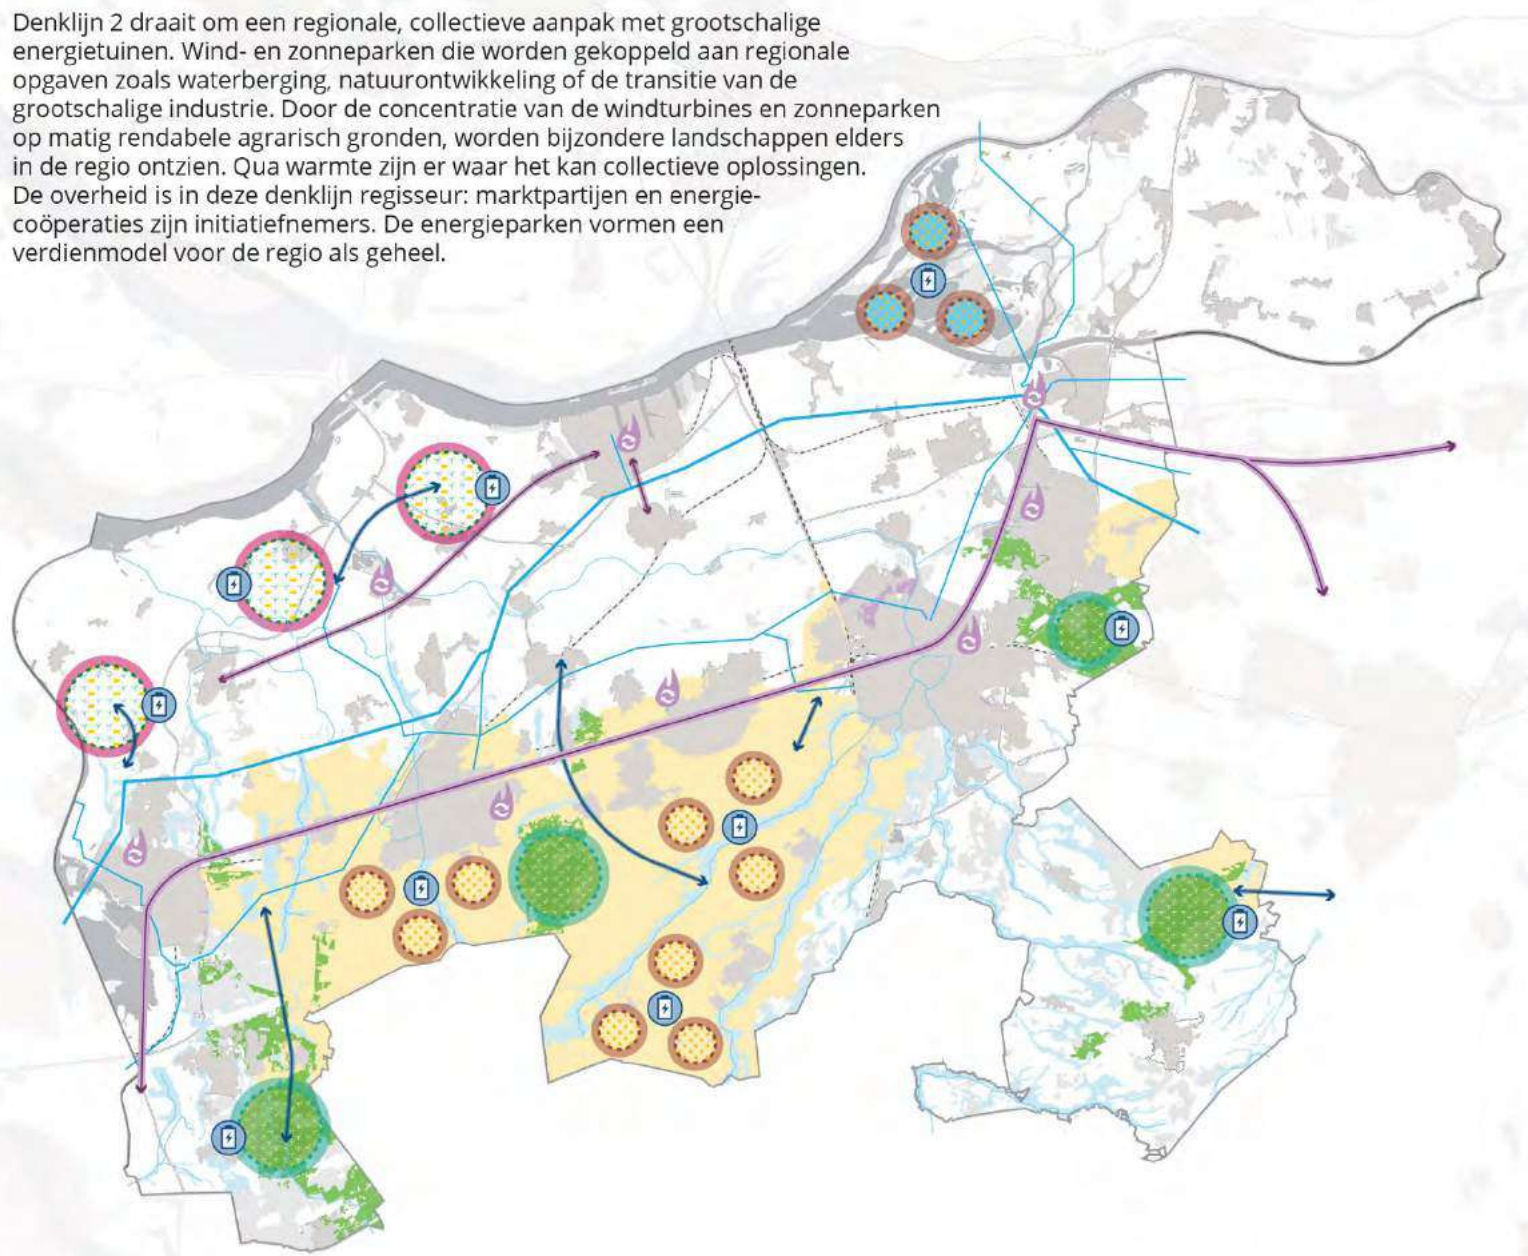 Denklijn 2 draait om een regionale, collectieve aanpak met grootschalige
energietuinen. Wind- en zonneparken die worden gekoppeld aan regionale
opgaven zoals waterberging, natuurontwikkeling of de transitie van de
grootschalige industrie. Door de concentratie van de windturbines en zonneparken
op matig rendabele agrarisch gronden, worden bijzondere landschappen elders
in de regio ontzien. Qua warmte zijn er waar het kan collectieve oplossingen.
De overheid is in deze denklijn regisseur: marktpartijen en energie-
coöperaties zijn initiatiefnemers. De energieparken vormen een
verdienmodel voor de regio als geheel.